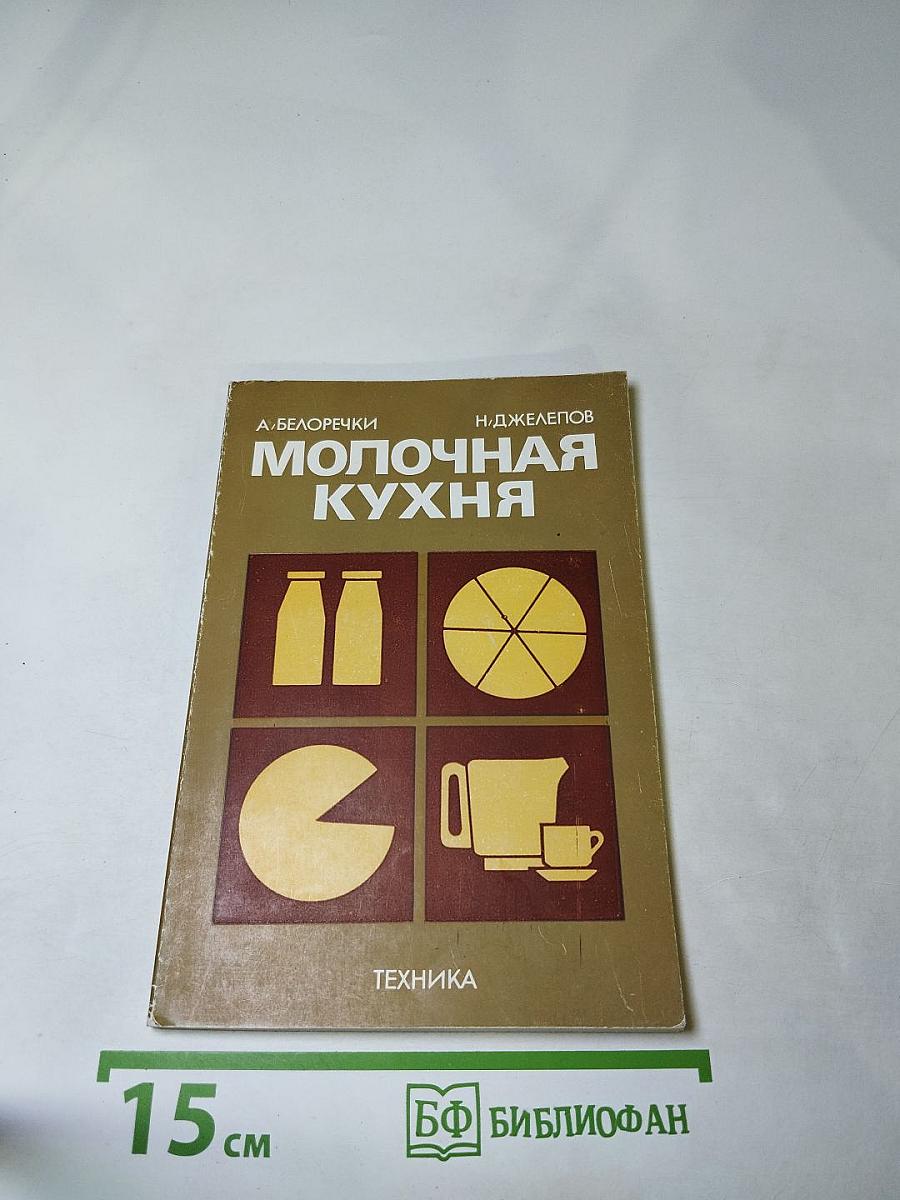 А. БЕЛОРЕЧКИ Н. ДЖЕЛЕПОВ
МОЛОЧНАЯ
КУХНЯ
ТЕХНИКА
15 см
БФ БИБЛИОФАН